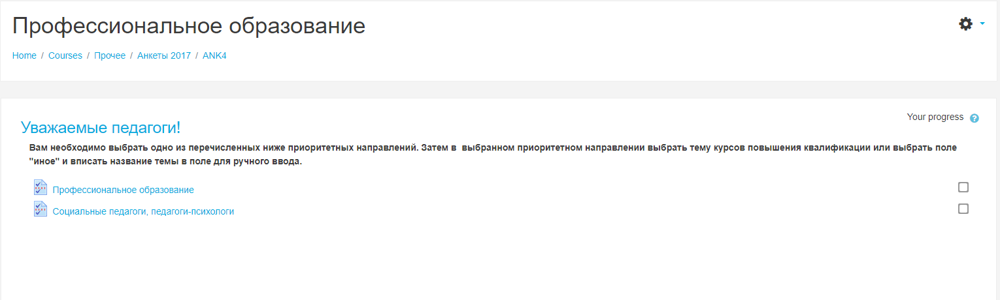 Профессиональное образование
Home / Courses / Прочее / Анкеты 2017 / ANK4
Your progress
Уважаемые педагоги!
Вам необходимо выбрать одно из перечисленных ниже приоритетных направлений. Затем в выбранном приоритетном направлении выбрать тему курсов повышения квалификации или выбрать поле
"иное" и вписать название темы в поле для ручного ввода.
Профессиональное образование
Социальные педагоги, педагоги-психологи